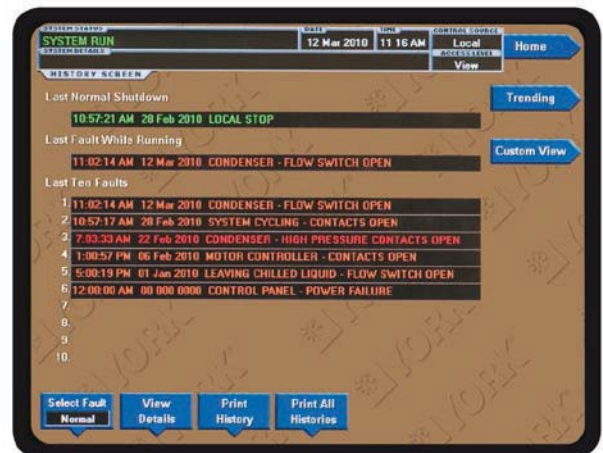 SYSTEM STATUS
SYSTEM RUN
SYSTEM DETAILS
DATE
12 Mar 2010
TIME
11 16 AM
CONTROL SOURCE
Local
ACCESS LEVEL
View
Home
HISTORY SCREEN
Trending
Custom View
Last Normal Shutdown
10:57:21 AM 28 Feb 2010 LOCAL STOP
Last Fault While Running
11:02:14 AM 12 Mar 2010 CONDENSER - FLOW SWITCH OPEN
Last Ten Faults
1. 11:02:14 AM 12 Mar 2010 CONDENSER - FLOW SWITCH OPEN
2. 10:57:17 AM 28 Feb 2010 SYSTEM CYCLING - CONTACTS OPEN
3. 7:03:33 AM 22 Feb 2010 CONDENSER - HIGH PRESSURE CONTACTS OPEN
4. 1:00:57 PM 06 Feb 2010 MOTOR CONTROLLER - CONTACTS OPEN
5. 5:00:19 PM 01 Jan 2010 LEAVING CHILLED LIQUID - FLOW SWITCH OPEN
6. 12:00:00 AM 00 000 0000 CONTROL PANEL - POWER FAILURE
7.
8.
9.
10.
Select Fault
Normal
View
Details
Print
History
Print All
Histories
YORK
YORK
YORK
YORK
YORK